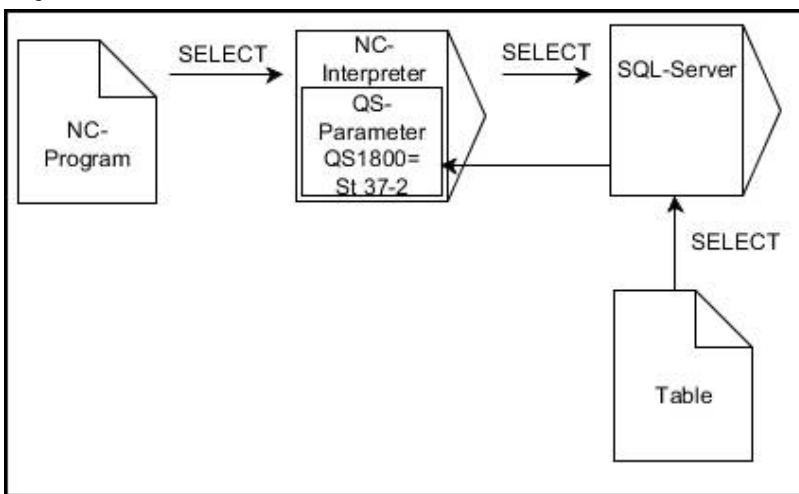 NC-
Program
SELECT
NC-
Interpreter
QS-
Parameter
QS1800=
St 37-2
SELECT
SQL-Server
SELECT
Table